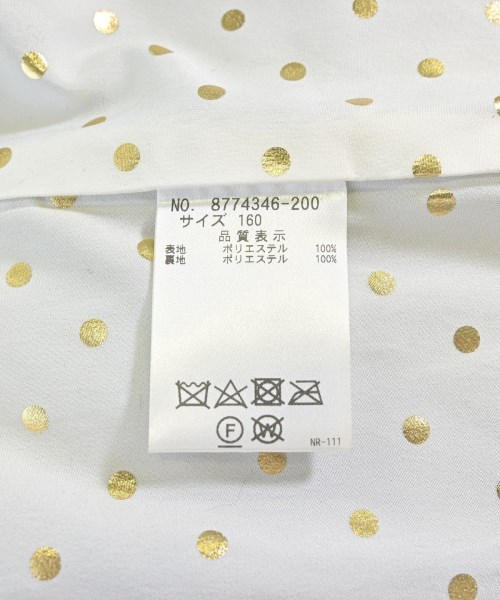 NO. 8774346-200
サイズ 160
品質表示
表地 ポリエステル 100%
裏地 ポリエステル 100%
F W
NR-111